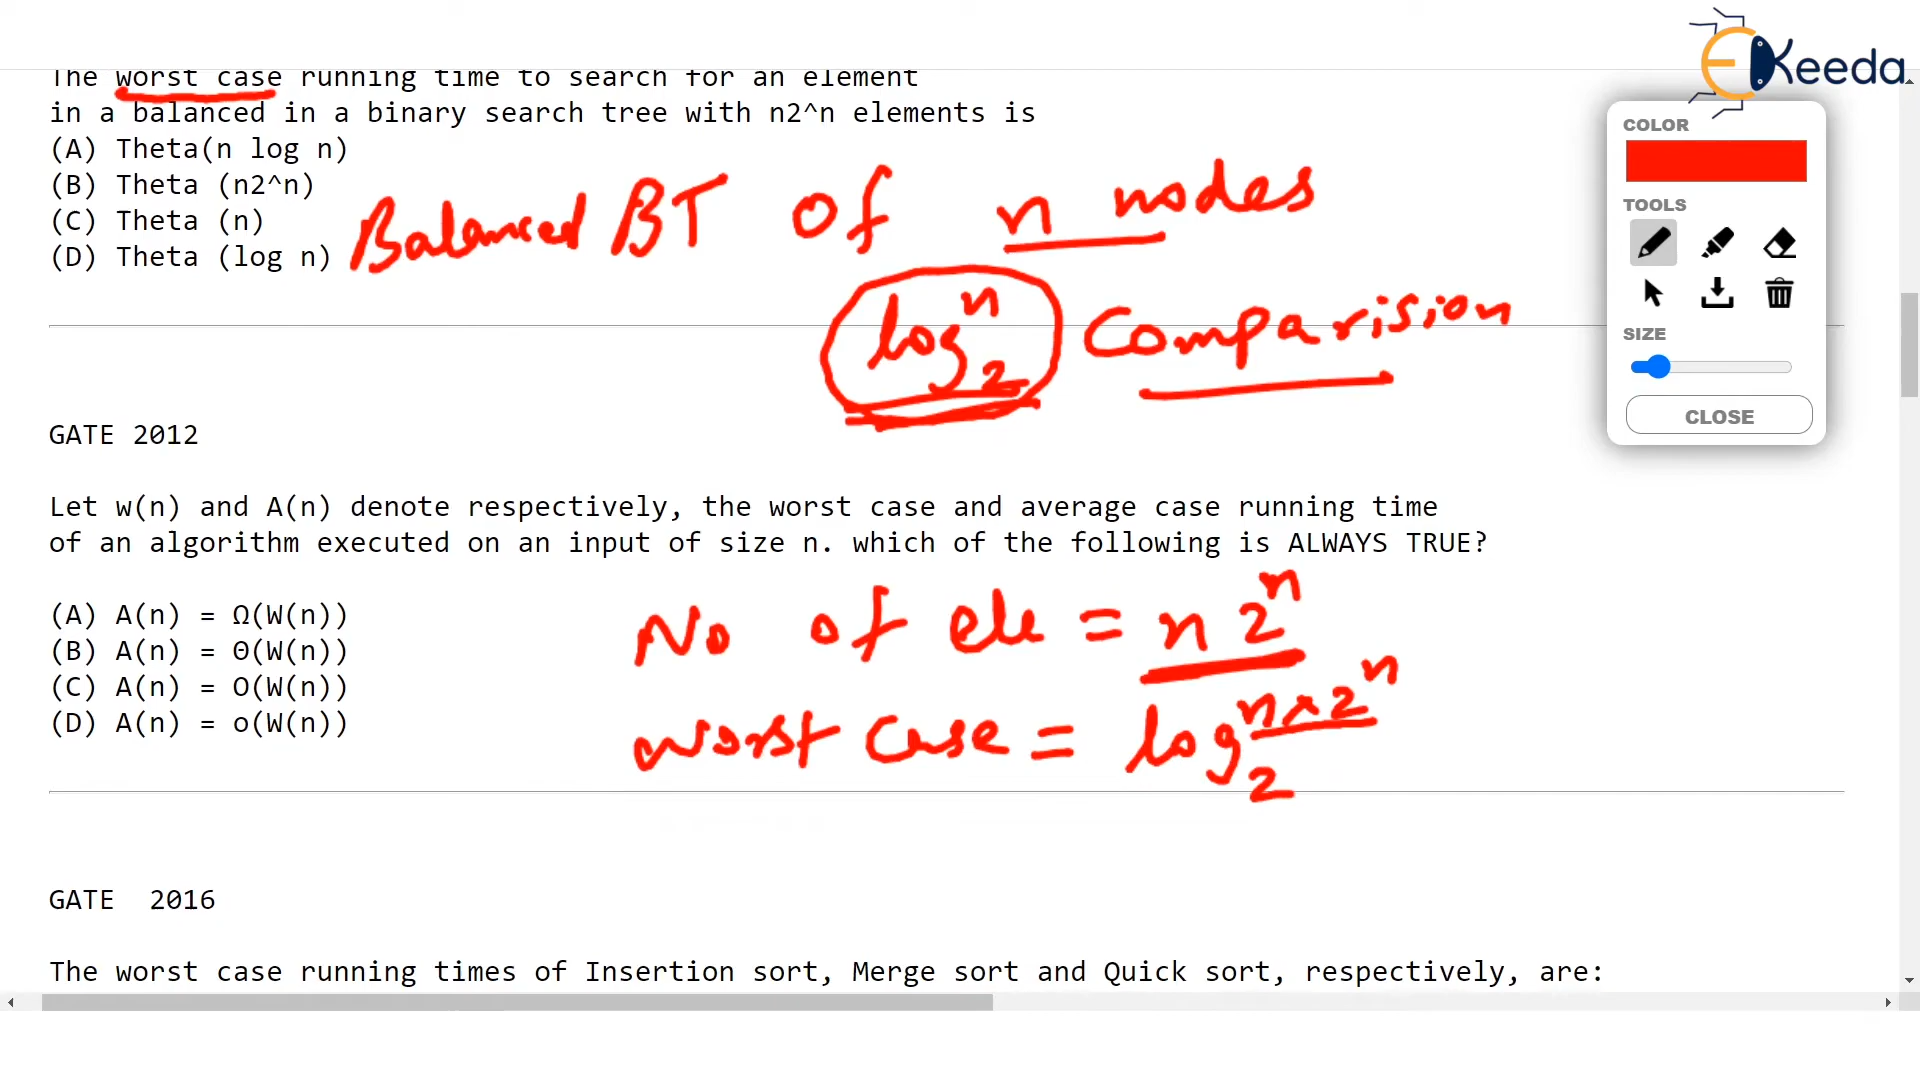 EKeeda
The worst case running time to search for an element
in a balanced in a binary search tree with n2^n elements is
(A) Theta(n log n)
(B) Theta (n2^n)
(C) Theta (n)
(D) Theta (log n)
Balanced BT of n nodes
log₂ⁿ Comparision
COLOR
TOOLS
SIZE
CLOSE
GATE 2012
Let w(n) and A(n) denote respectively, the worst case and average case running time
of an algorithm executed on an input of size n. which of the following is ALWAYS TRUE?
(A) A(n) = Ω(W(n))
(B) A(n) = Θ(W(n))
(C) A(n) = O(W(n))
(D) A(n) = o(W(n))
No of ele = n 2ⁿ
Worst Case = log₂ n×2ⁿ
GATE  2016
The worst case running times of Insertion sort, Merge sort and Quick sort, respectively, are: